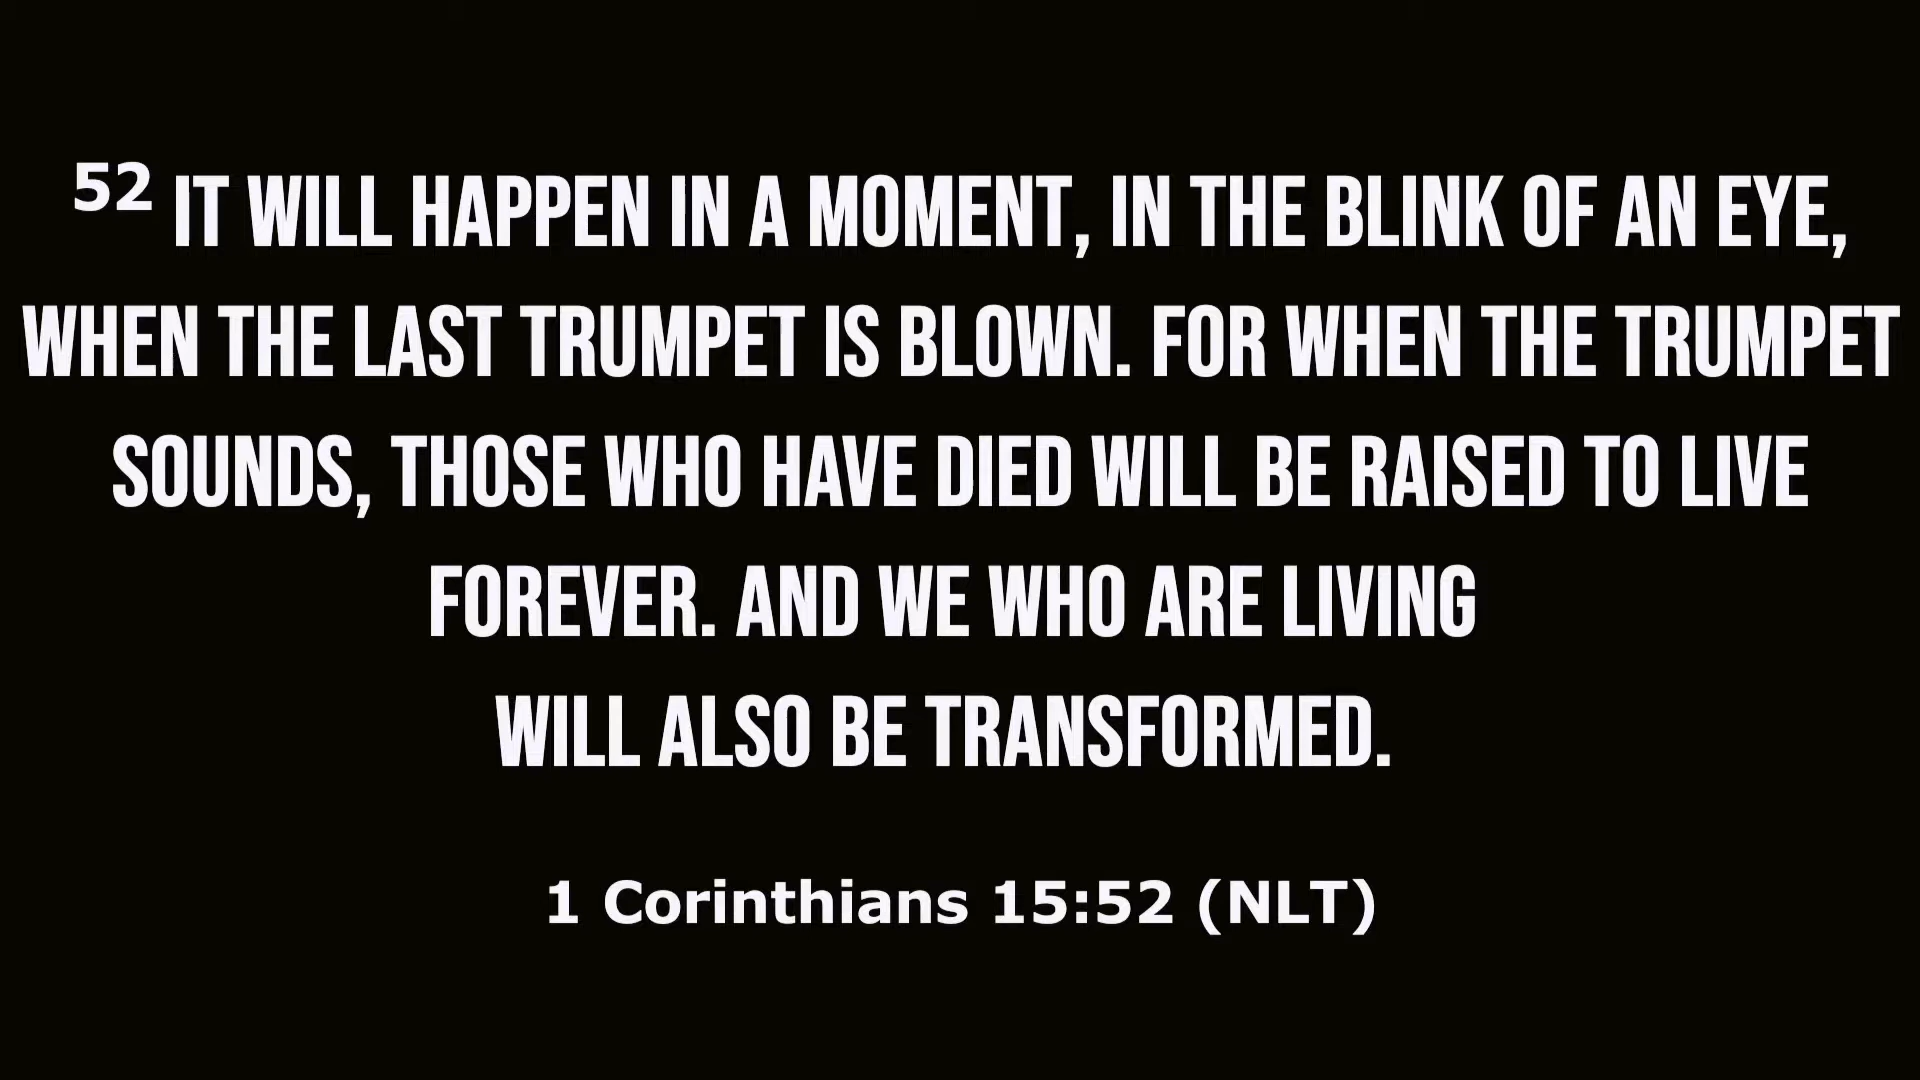 52 IT WILL HAPPEN IN A MOMENT, IN THE BLINK OF AN EYE,
WHEN THE LAST TRUMPET IS BLOWN. FOR WHEN THE TRUMPET
SOUNDS, THOSE WHO HAVE DIED WILL BE RAISED TO LIVE
FOREVER. AND WE WHO ARE LIVING
WILL ALSO BE TRANSFORMED.
1 Corinthians 15:52 (NLT)